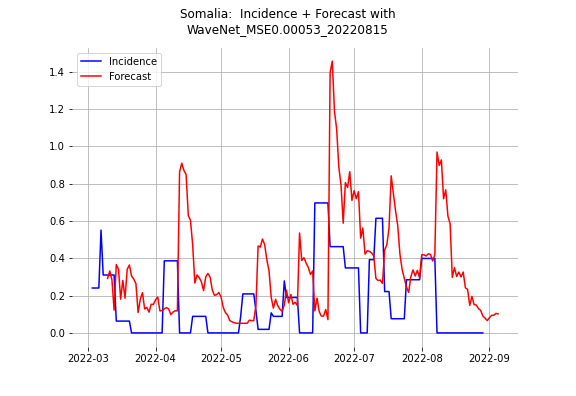 Somalia:  Incidence + Forecast with
WaveNet_MSE0.00053_20220815
Incidence
Forecast
1.4
1.2
1.0
0.8
0.6
0.4
0.2
0.0
2022-03 2022-04 2022-05 2022-06 2022-07 2022-08 2022-09